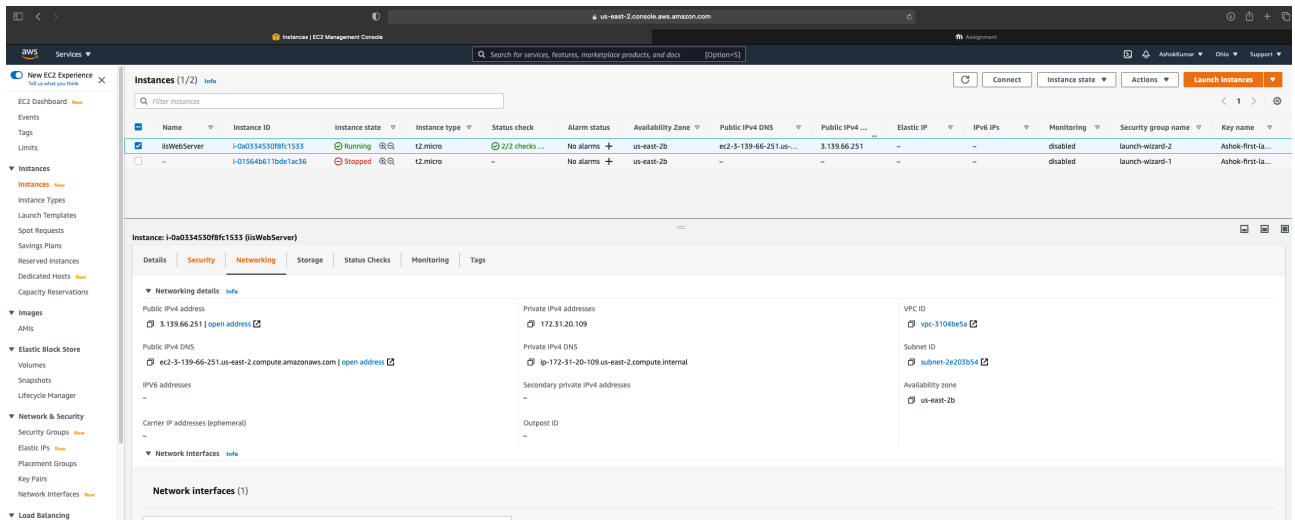 us-east-2.console.aws.amazon.com
Instances | EC2 Management Console
Assignment
aws Services ▼ Search for services, features, marketplace products, and docs [Option+S] AshokKumar ▼ Ohio ▼ Support ▼
New EC2 Experience
Tell us what you think
EC2 Dashboard New
Events
Tags
Limits
▼ Instances
Instances New
Instance Types
Launch Templates
Spot Requests
Savings Plans
Reserved Instances
Dedicated Hosts New
Capacity Reservations
▼ Images
AMIs
▼ Elastic Block Store
Volumes
Snapshots
Lifecycle Manager
▼ Network & Security
Security Groups New
Elastic IPs New
Placement Groups
Key Pairs
Network Interfaces New
▼ Load Balancing
Instances (1/2) Info
Connect Instance state ▼ Actions ▼ Launch instances ▼
Filter instances
< 1 >
Name Instance ID Instance state Instance type Status check Alarm status Availability Zone Public IPv4 DNS Public IPv4 ... Elastic IP IPv6 IPs Monitoring Security group name Key name
iisWebServer i-0a0334530f8fc1533 Running t2.micro 2/2 checks ... No alarms + us-east-2b ec2-3-139-66-251.us-... 3.139.66.251 – – disabled launch-wizard-2 Ashok-first-la...
– i-01564b611bde1ac36 Stopped t2.micro – No alarms + us-east-2b – – – – disabled launch-wizard-1 Ashok-first-la...
Instance: i-0a0334530f8fc1533 (iisWebServer)
Details Security Networking Storage Status Checks Monitoring Tags
▼ Networking details Info
Public IPv4 address
3.139.66.251 | open address
Private IPv4 addresses
172.31.20.109
VPC ID
vpc-3104be5a
Public IPv4 DNS
ec2-3-139-66-251.us-east-2.compute.amazonaws.com | open address
Private IPv4 DNS
ip-172-31-20-109.us-east-2.compute.internal
Subnet ID
subnet-2e203b54
IPV6 addresses
–
Secondary private IPv4 addresses
–
Availability zone
us-east-2b
Carrier IP addresses (ephemeral)
–
Outpost ID
–
▼ Network Interfaces Info
Network interfaces (1)